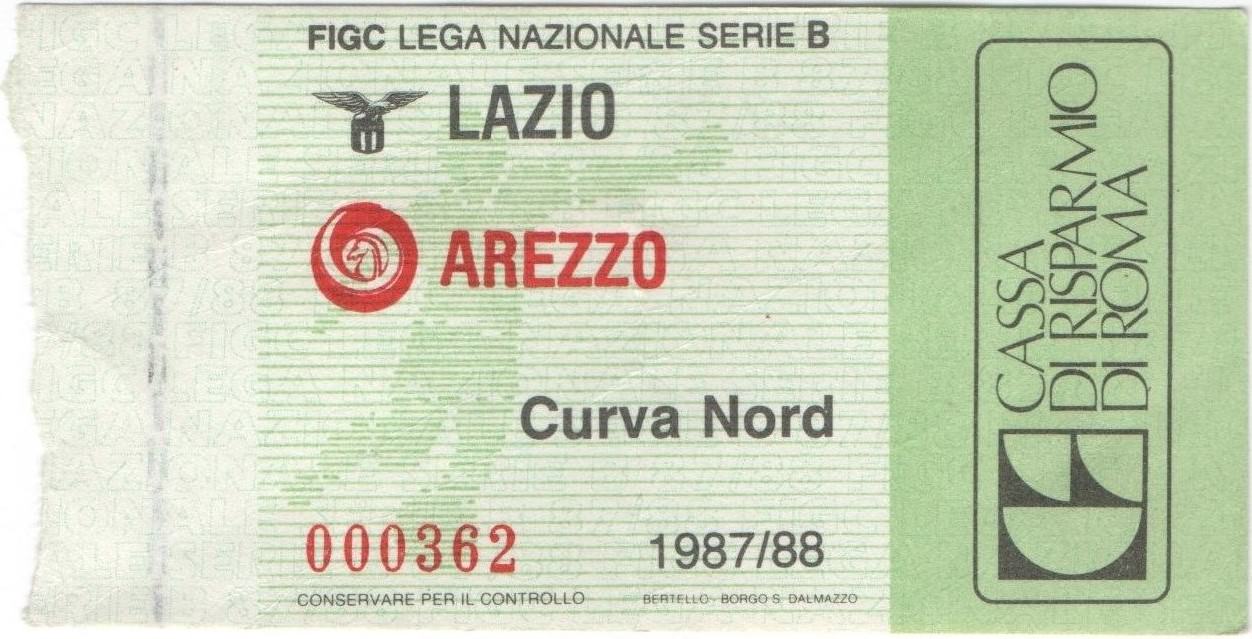 FIGC LEGA NAZIONALE SERIE B
LAZIO
AREZZO
Curva Nord
000362
1987/88
CONSERVARE PER IL CONTROLLO
BERTELLO - BORGO S. DALMAZZO
CASSA
DI RISPARMIO
DI ROMA